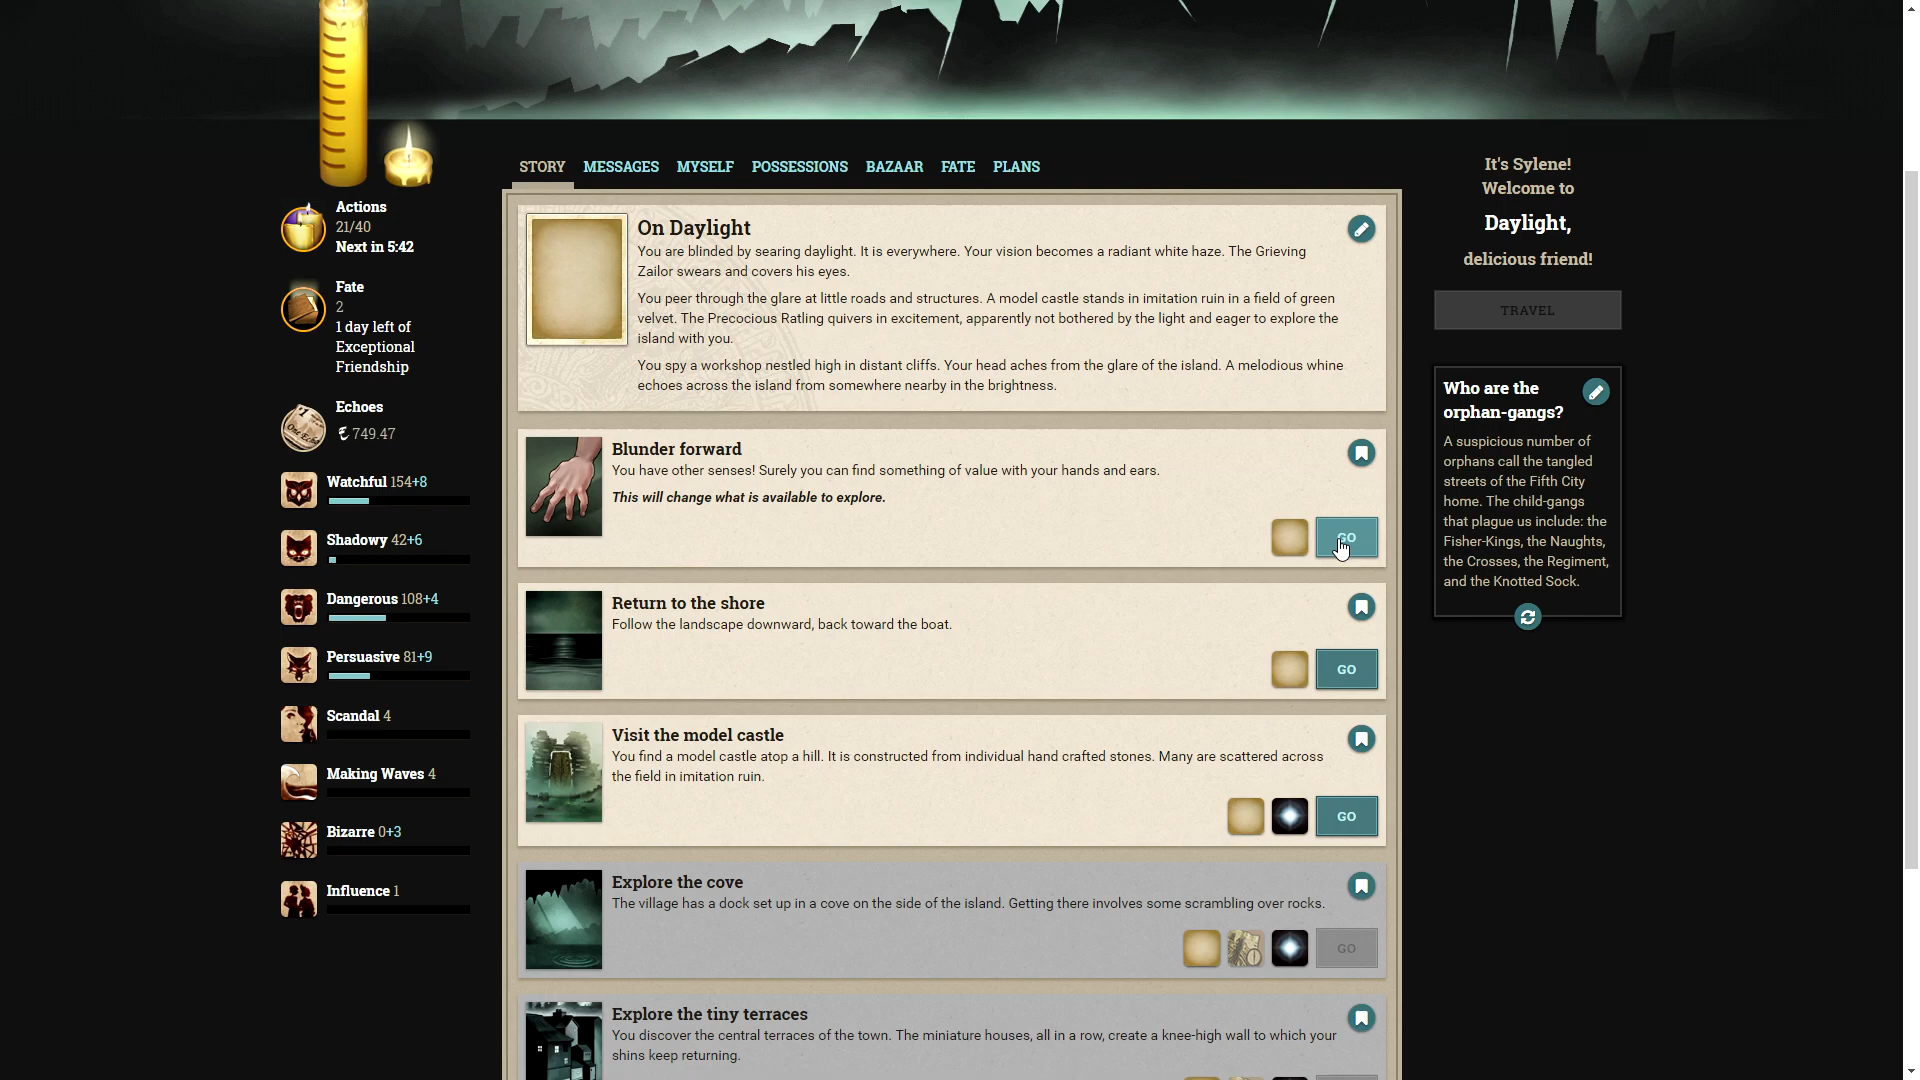 STORY MESSAGES MYSELF POSSESSIONS BAZAAR FATE PLANS
Actions
21/40
Next in 5:42
Fate
2
1 day left of
Exceptional
Friendship
Echoes
749.47
Watchful 154+8
Shadowy 42+6
Dangerous 108+4
Persuasive 81+9
Scandal 4
Making Waves 4
Bizarre 0+3
Influence 1
On Daylight
You are blinded by searing daylight. It is everywhere. Your vision becomes a radiant white haze. The Grieving
Zailor swears and covers his eyes.
You peer through the glare at little roads and structures. A model castle stands in imitation ruin in a field of green
velvet. The Precocious Ratling quivers in excitement, apparently not bothered by the light and eager to explore the
island with you.
You spy a workshop nestled high in distant cliffs. Your head aches from the glare of the island. A melodious whine
echoes across the island from somewhere nearby in the brightness.
Blunder forward
You have other senses! Surely you can find something of value with your hands and ears.
This will change what is available to explore.
GO
Return to the shore
Follow the landscape downward, back toward the boat.
GO
Visit the model castle
You find a model castle atop a hill. It is constructed from individual hand crafted stones. Many are scattered across
the field in imitation ruin.
GO
Explore the cove
The village has a dock set up in a cove on the side of the island. Getting there involves some scrambling over rocks.
GO
Explore the tiny terraces
You discover the central terraces of the town. The miniature houses, all in a row, create a knee-high wall to which your
shins keep returning.
It's Sylene!
Welcome to
Daylight,
delicious friend!
TRAVEL
Who are the
orphan-gangs?
A suspicious number of
orphans call the tangled
streets of the Fifth City
home. The child-gangs
that plague us include: the
Fisher-Kings, the Naughts,
the Crosses, the Regiment,
and the Knotted Sock.